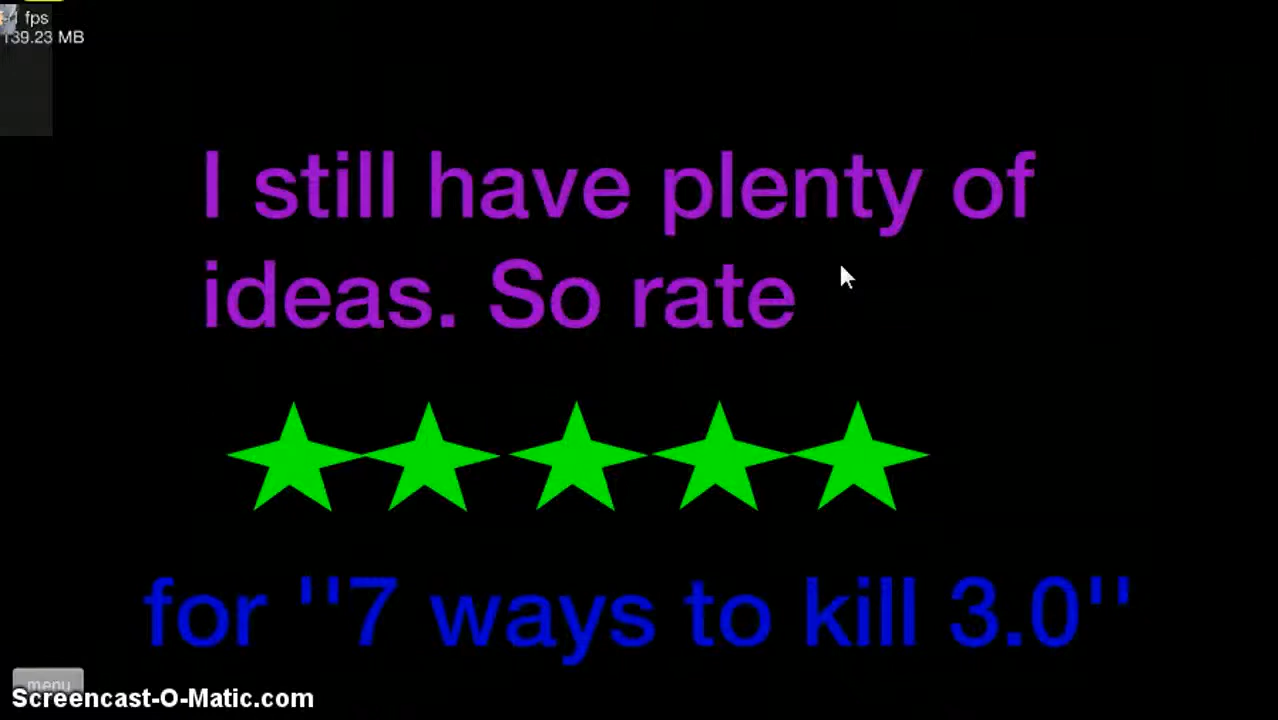 fps
139.23 MB
I still have plenty of
ideas. So rate
for ''7 ways to kill 3.0''
menu
Screencast-O-Matic.com